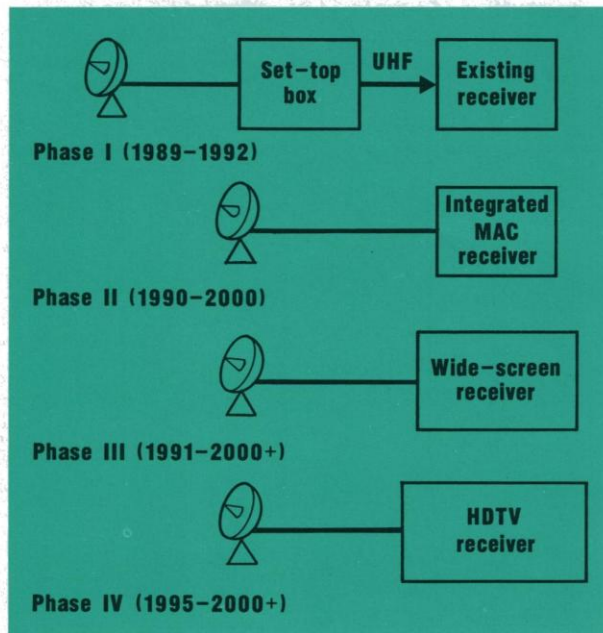 Set-top
box
UHF
Existing
receiver
Phase I (1989-1992)
Integrated
MAC
receiver
Phase II (1990-2000)
Wide-screen
receiver
Phase III (1991-2000+)
HDTV
receiver
Phase IV (1995-2000+)